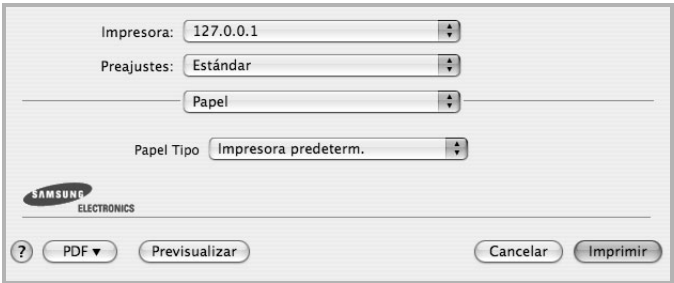 Impresora: 127.0.0.1
Preajustes: Estándar
Papel
Papel Tipo Impresora predeterm.
SAMSUNG
ELECTRONICS
? PDF ▼ Previsualizar Cancelar Imprimir